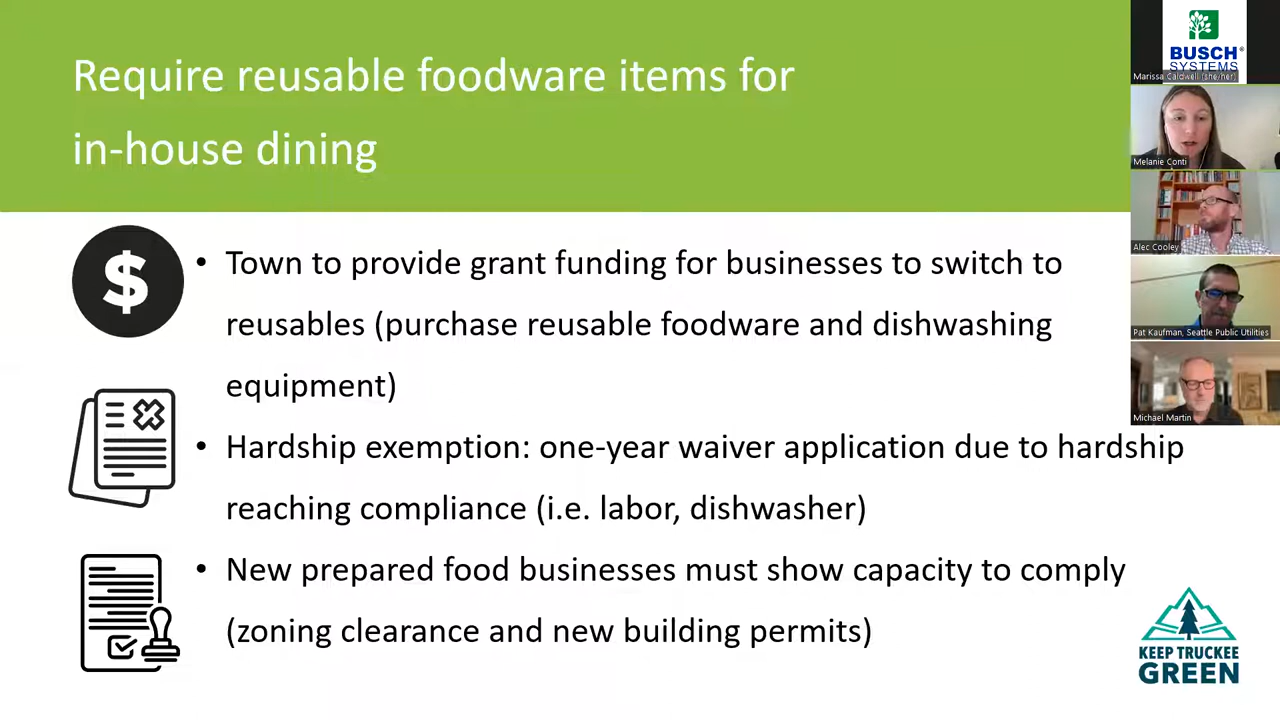 Require reusable foodware items for
in-house dining
$
• Town to provide grant funding for businesses to switch to
reusables (purchase reusable foodware and dishwashing
equipment)
• Hardship exemption: one-year waiver application due to hardship
reaching compliance (i.e. labor, dishwasher)
• New prepared food businesses must show capacity to comply
(zoning clearance and new building permits)
KEEP TRUCKEE
GREEN
BUSCH®
SYSTEMS
Marissa Caldwell (she/her)
Melanie Conti
Alec Cooley
Pat Kaufman, Seattle Public Utilities
Michael Martin